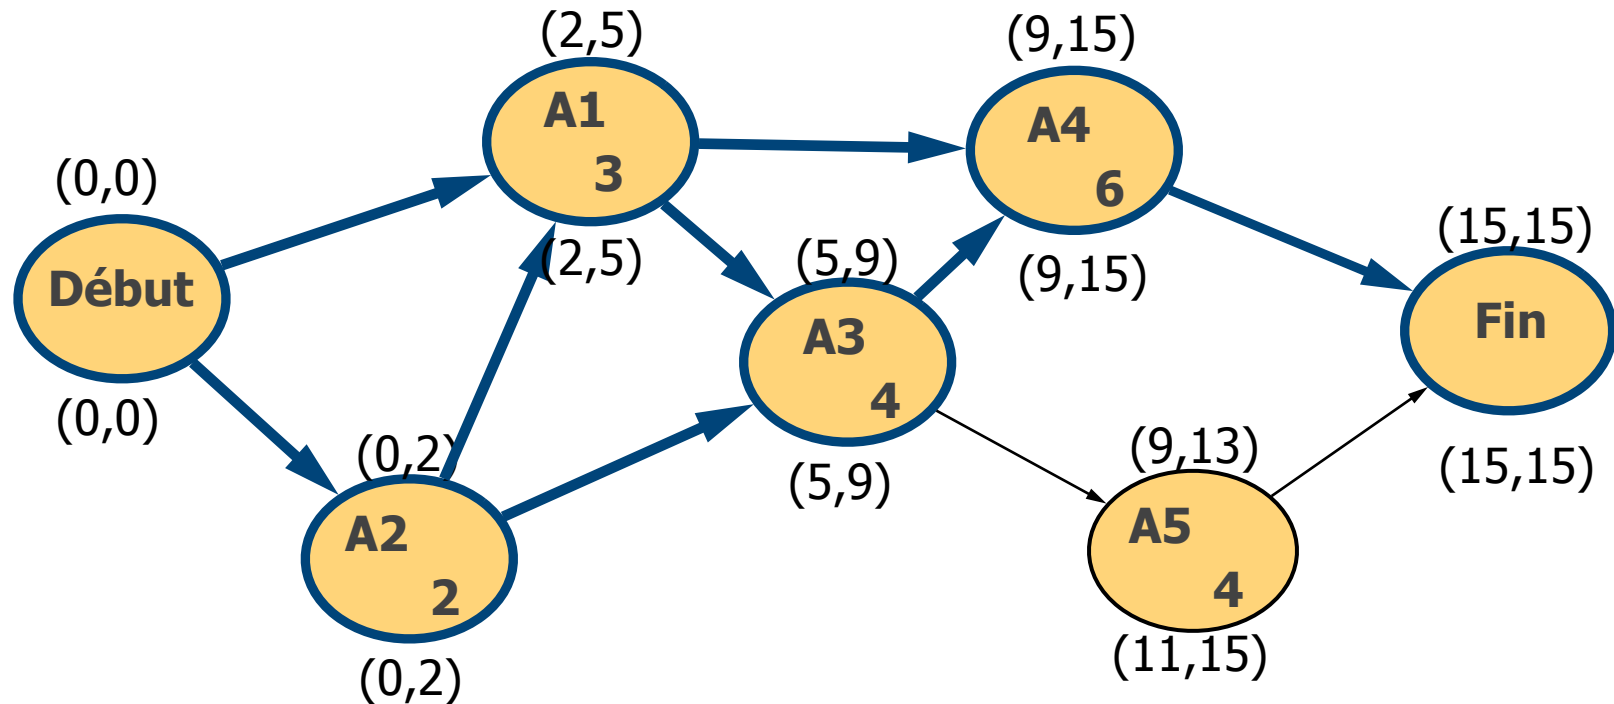 (2,5)
A1
3
(2,5)
(9,15)
A4
6
(9,15)
(0,0)
Début
(0,0)
(5,9)
A3
4
(5,9)
(15,15)
Fin
(15,15)
(0,2)
A2
2
(0,2)
(9,13)
A5
4
(11,15)